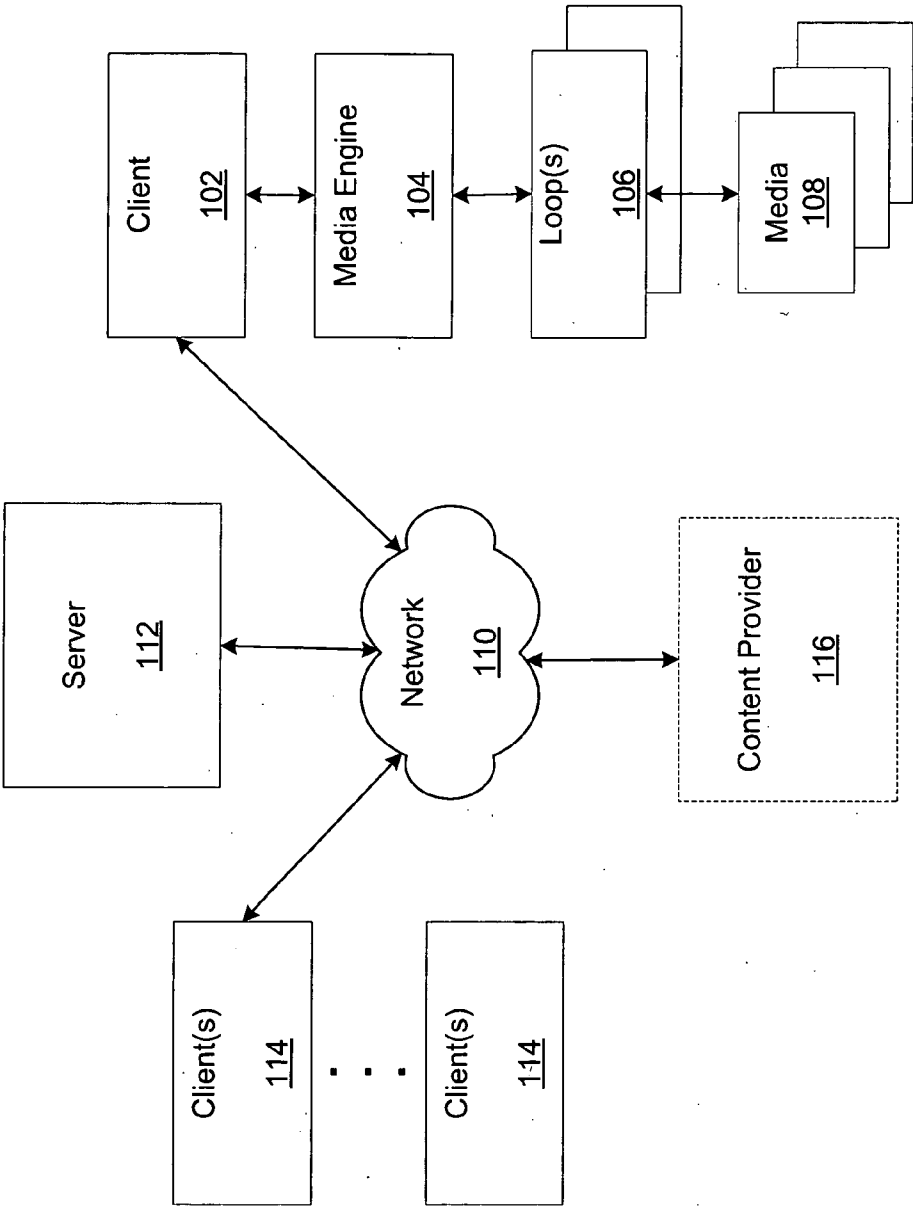 Client
102
Media Engine
104
Loop(s)
106
Media
108
Server
112
Network
110
Content Provider
116
Client(s)
114
Client(s)
114